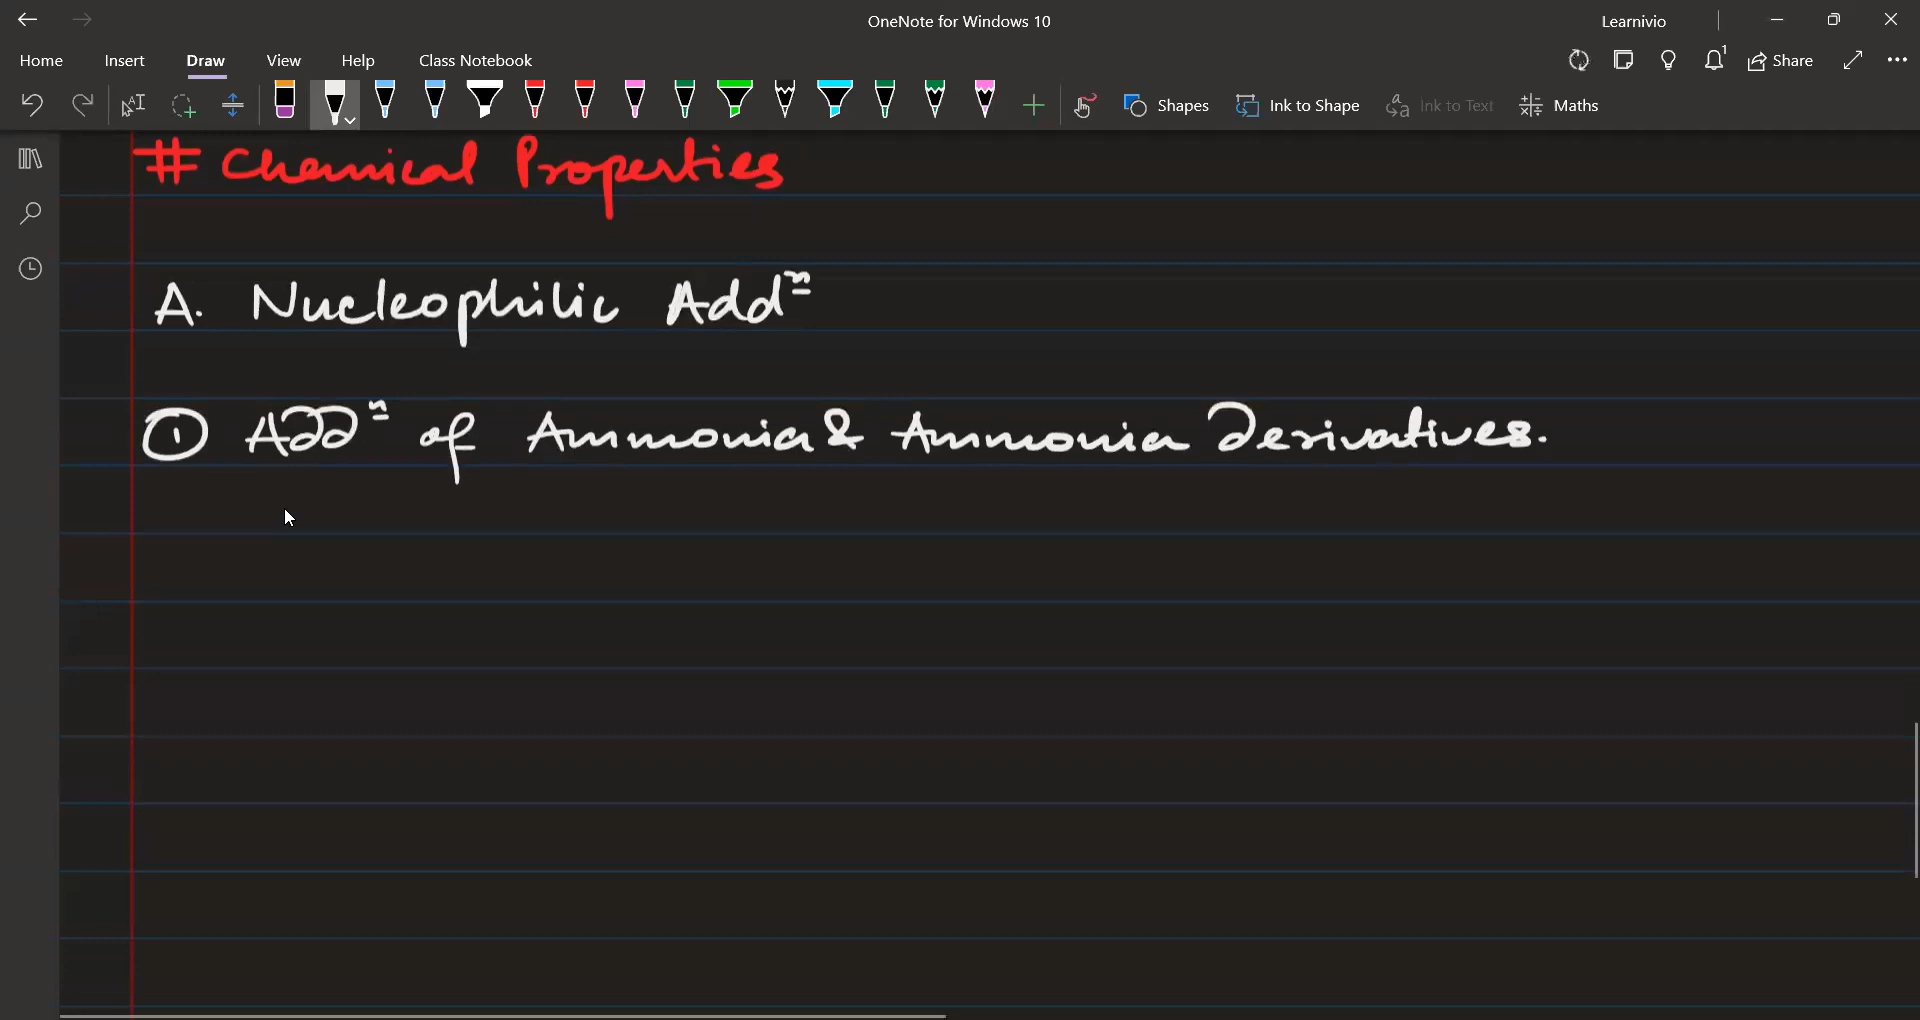 OneNote for Windows 10
Learnivio
Home Insert Draw View Help Class Notebook
1 Share
Shapes Ink to Shape Ink to Text Maths
# Chemical Properties
A. Nucleophilic Addⁿ
① Addⁿ of Ammonia & Ammonia Derivatives.